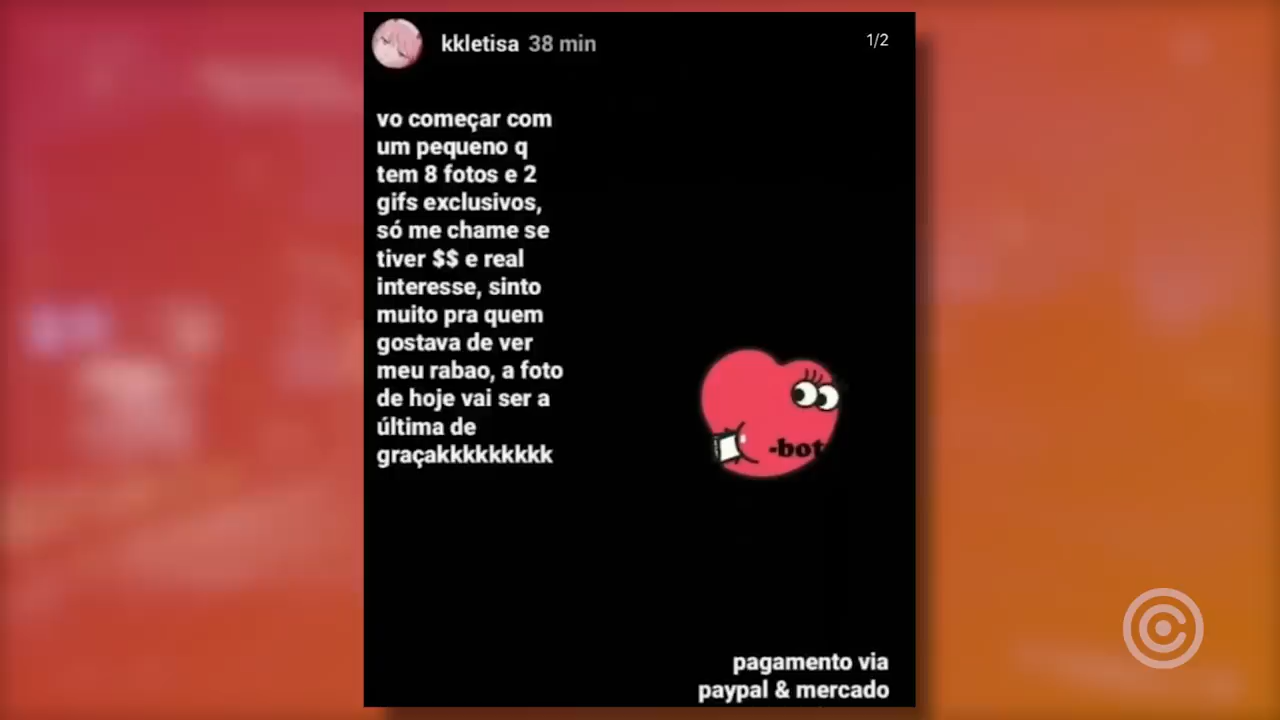 kkletisa 38 min
1/2
vo começar com
um pequeno q
tem 8 fotos e 2
gifs exclusivos,
só me chame se
tiver $$ e real
interesse, sinto
muito pra quem
gostava de ver
meu rabao, a foto
de hoje vai ser a
última de
graçakkkkkkkkk
-bot
pagamento via
paypal & mercado